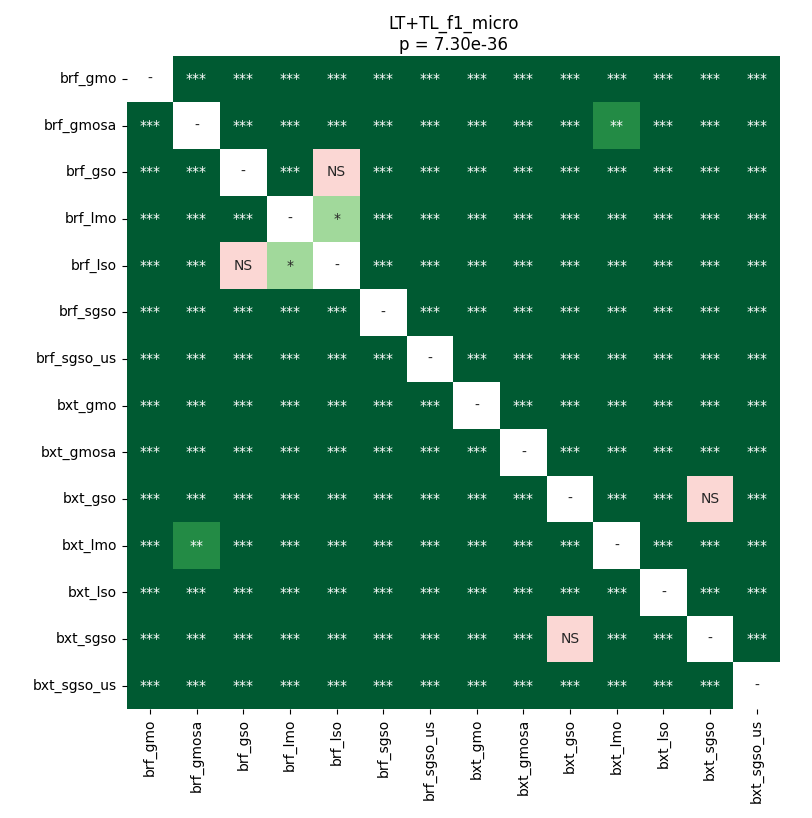 LT+TL_f1_micro
p = 7.30e-36
brf_gmo - *** *** *** *** *** *** *** *** *** *** *** *** ***
brf_gmosa *** - *** *** *** *** *** *** *** *** ** *** *** ***
brf_gso *** *** - *** NS *** *** *** *** *** *** *** *** ***
brf_lmo *** *** *** - * *** *** *** *** *** *** *** *** ***
brf_lso *** *** NS * - *** *** *** *** *** *** *** *** ***
brf_sgso *** *** *** *** *** - *** *** *** *** *** *** *** ***
brf_sgso_us *** *** *** *** *** *** - *** *** *** *** *** *** ***
bxt_gmo *** *** *** *** *** *** *** - *** *** *** *** *** ***
bxt_gmosa *** *** *** *** *** *** *** *** - *** *** *** *** ***
bxt_gso *** *** *** *** *** *** *** *** *** - *** *** NS ***
bxt_lmo *** ** *** *** *** *** *** *** *** *** - *** *** ***
bxt_lso *** *** *** *** *** *** *** *** *** *** *** - *** ***
bxt_sgso *** *** *** *** *** *** *** *** *** NS *** *** - ***
bxt_sgso_us *** *** *** *** *** *** *** *** *** *** *** *** *** -
brf_gmo brf_gmosa brf_gso brf_lmo brf_lso brf_sgso brf_sgso_us bxt_gmo bxt_gmosa bxt_gso bxt_lmo bxt_lso bxt_sgso bxt_sgso_us